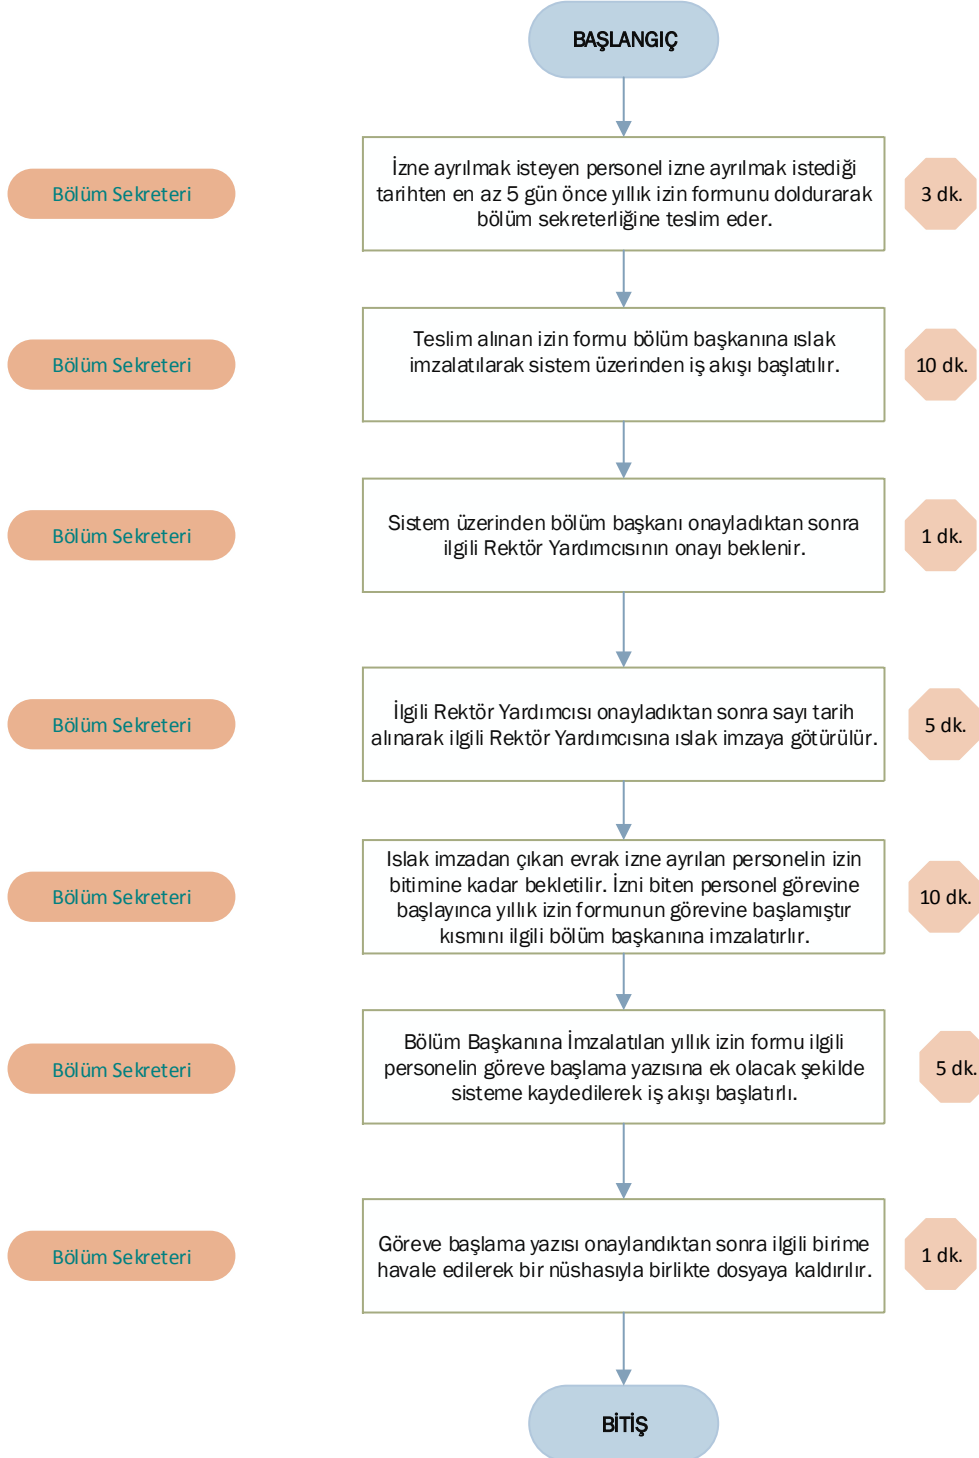 BAŞLANGIÇ
Bölüm Sekreteri
İzne ayrılmak isteyen personel izne ayrılmak istediği
tarihten en az 5 gün önce yıllık izin formunu doldurarak
bölüm sekreterliğine teslim eder.
3 dk.
Bölüm Sekreteri
Teslim alınan izin formu bölüm başkanına ıslak
imzalatılarak sistem üzerinden iş akışı başlatılır.
10 dk.
Bölüm Sekreteri
Sistem üzerinden bölüm başkanı onayladıktan sonra
ilgili Rektör Yardımcısının onayı beklenir.
1 dk.
Bölüm Sekreteri
İlgili Rektör Yardımcısı onayladıktan sonra sayı tarih
alınarak ilgili Rektör Yardımcısına ıslak imzaya götürülür.
5 dk.
Bölüm Sekreteri
Islak imzadan çıkan evrak izne ayrılan personelin izin
bitimine kadar bekletilir. İzni biten personel görevine
başlayınca yıllık izin formunun görevine başlamıştır
kısmını ilgili bölüm başkanına imzalatırlır.
10 dk.
Bölüm Sekreteri
Bölüm Başkanına İmzalatılan yıllık izin formu ilgili
personelin göreve başlama yazısına ek olacak şekilde
sisteme kaydedilerek iş akışı başlatırlı.
5 dk.
Bölüm Sekreteri
Göreve başlama yazısı onaylandıktan sonra ilgili birime
havale edilerek bir nüshasıyla birlikte dosyaya kaldırılır.
1 dk.
BİTİŞ